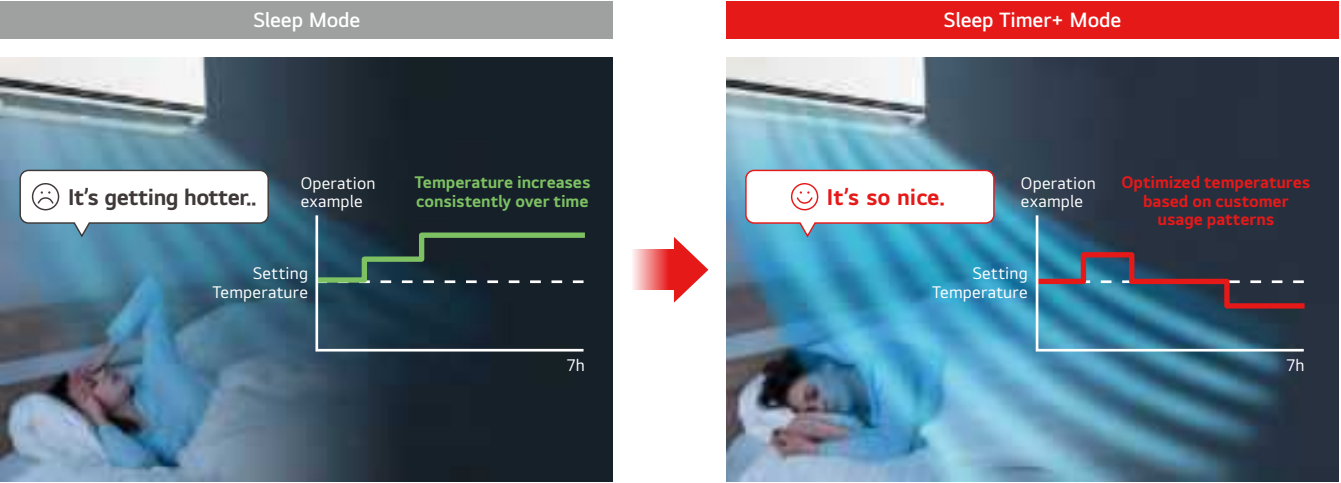 Sleep Mode
It's getting hotter..
Operation
example
Temperature increases
consistently over time
Setting
Temperature
7h
Sleep Timer+ Mode
It's so nice.
Operation
example
Optimized temperatures
based on customer
usage patterns
Setting
Temperature
7h